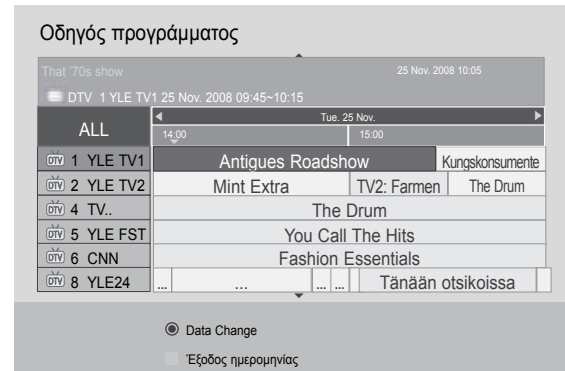 Οδηγός προγράμματος
That '70s show 25 Nov. 2008 10:05
DTV 1 YLE TV1 25 Nov. 2008 09:45~10:15
ALL
Tue. 25 Nov.
14:00 15:00
DTV 1 YLE TV1 Antigues Roadshow Kungskonsumente
DTV 2 YLE TV2 Mint Extra TV2: Farmen The Drum
DTV 4 TV.. The Drum
DTV 5 YLE FST You Call The Hits
DTV 6 CNN Fashion Essentials
DTV 8 YLE24 ... ... ... ... Tänään otsikoissa
Data Change
Έξοδος ημερομηνίας